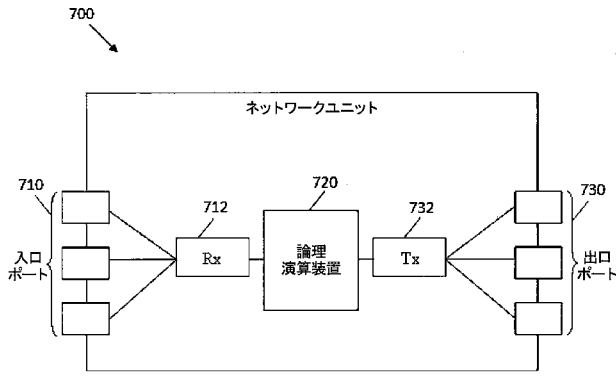 700
ネットワークユニット
710
712
720
732
730
入口
ポート
Rx
論理
演算装置
Tx
出口
ポート